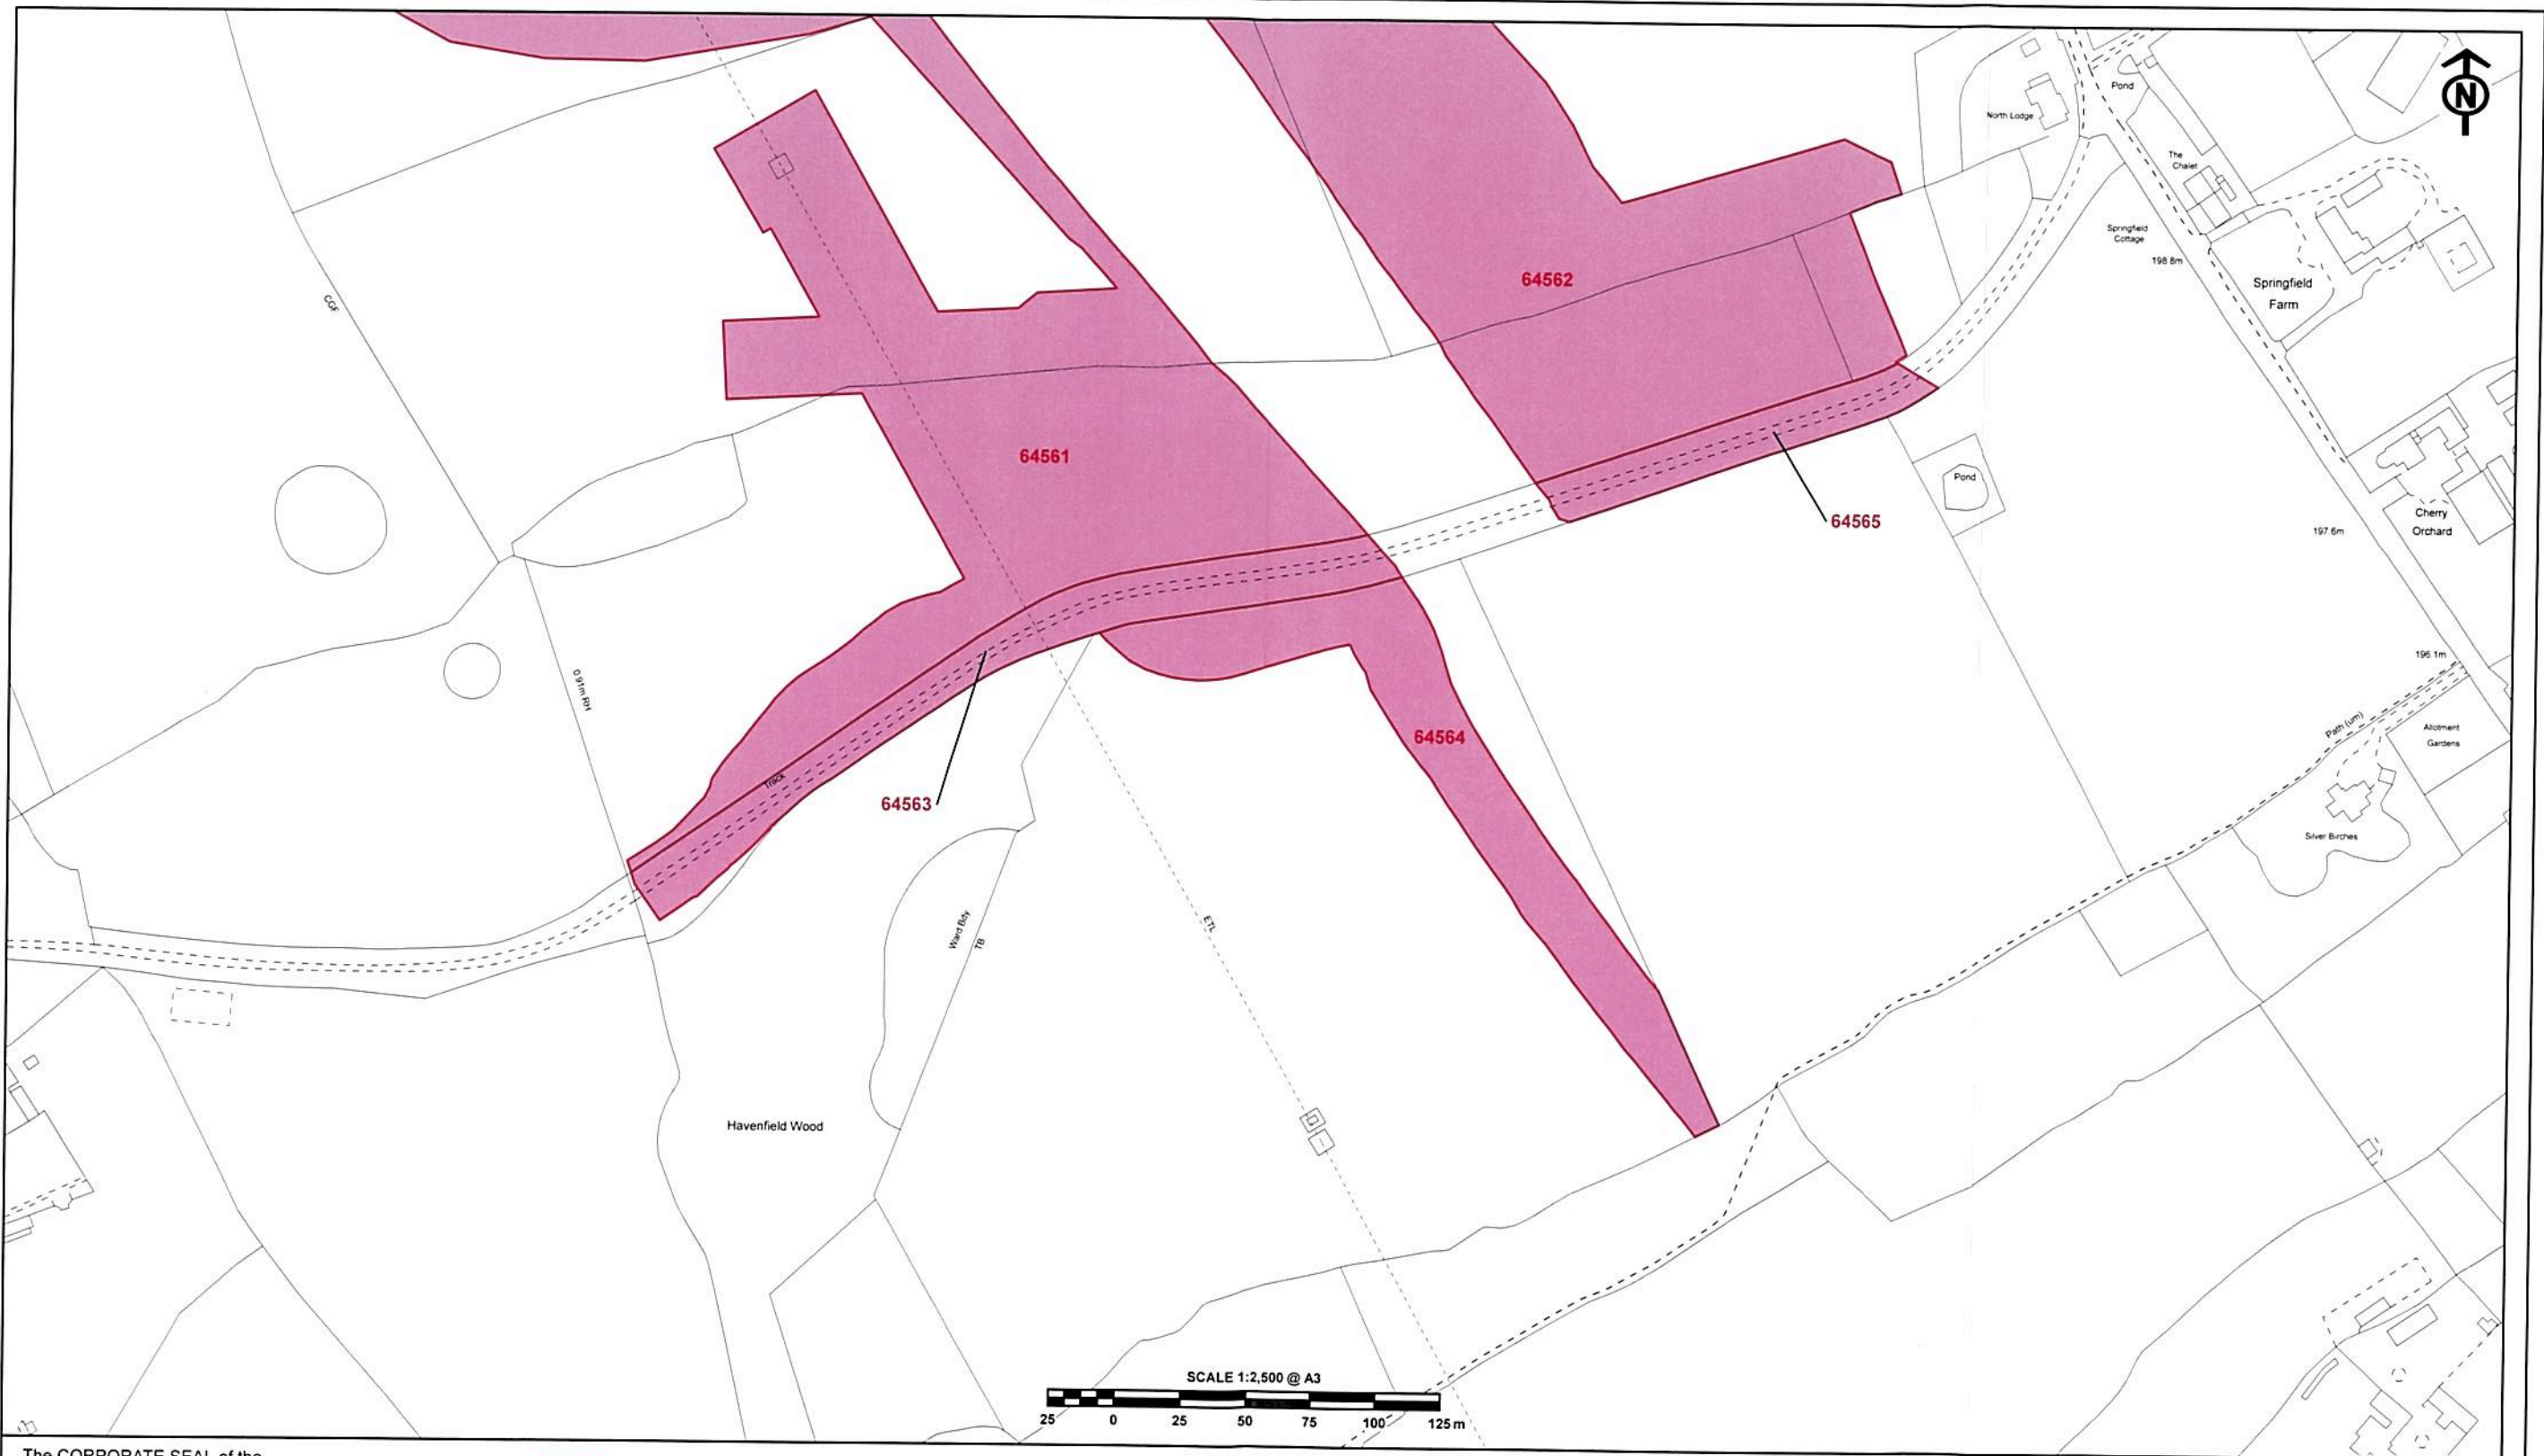 N
Pond
North Lodge
The
Chalet
Springfield
Cottage
198.8m
Springfield
Farm
64562
CGF
64561
Pond
64565
Cherry
Orchard
197.6m
196.1m
0.91m RH
Path (um)
Allotment
Gardens
64564
Track
64563
Silver Birches
Ward Bdy
TB
ETL
Havenfield Wood
SCALE 1:2,500 @ A3
25 0 25 50 75 100 125 m
The CORPORATE SEAL of the